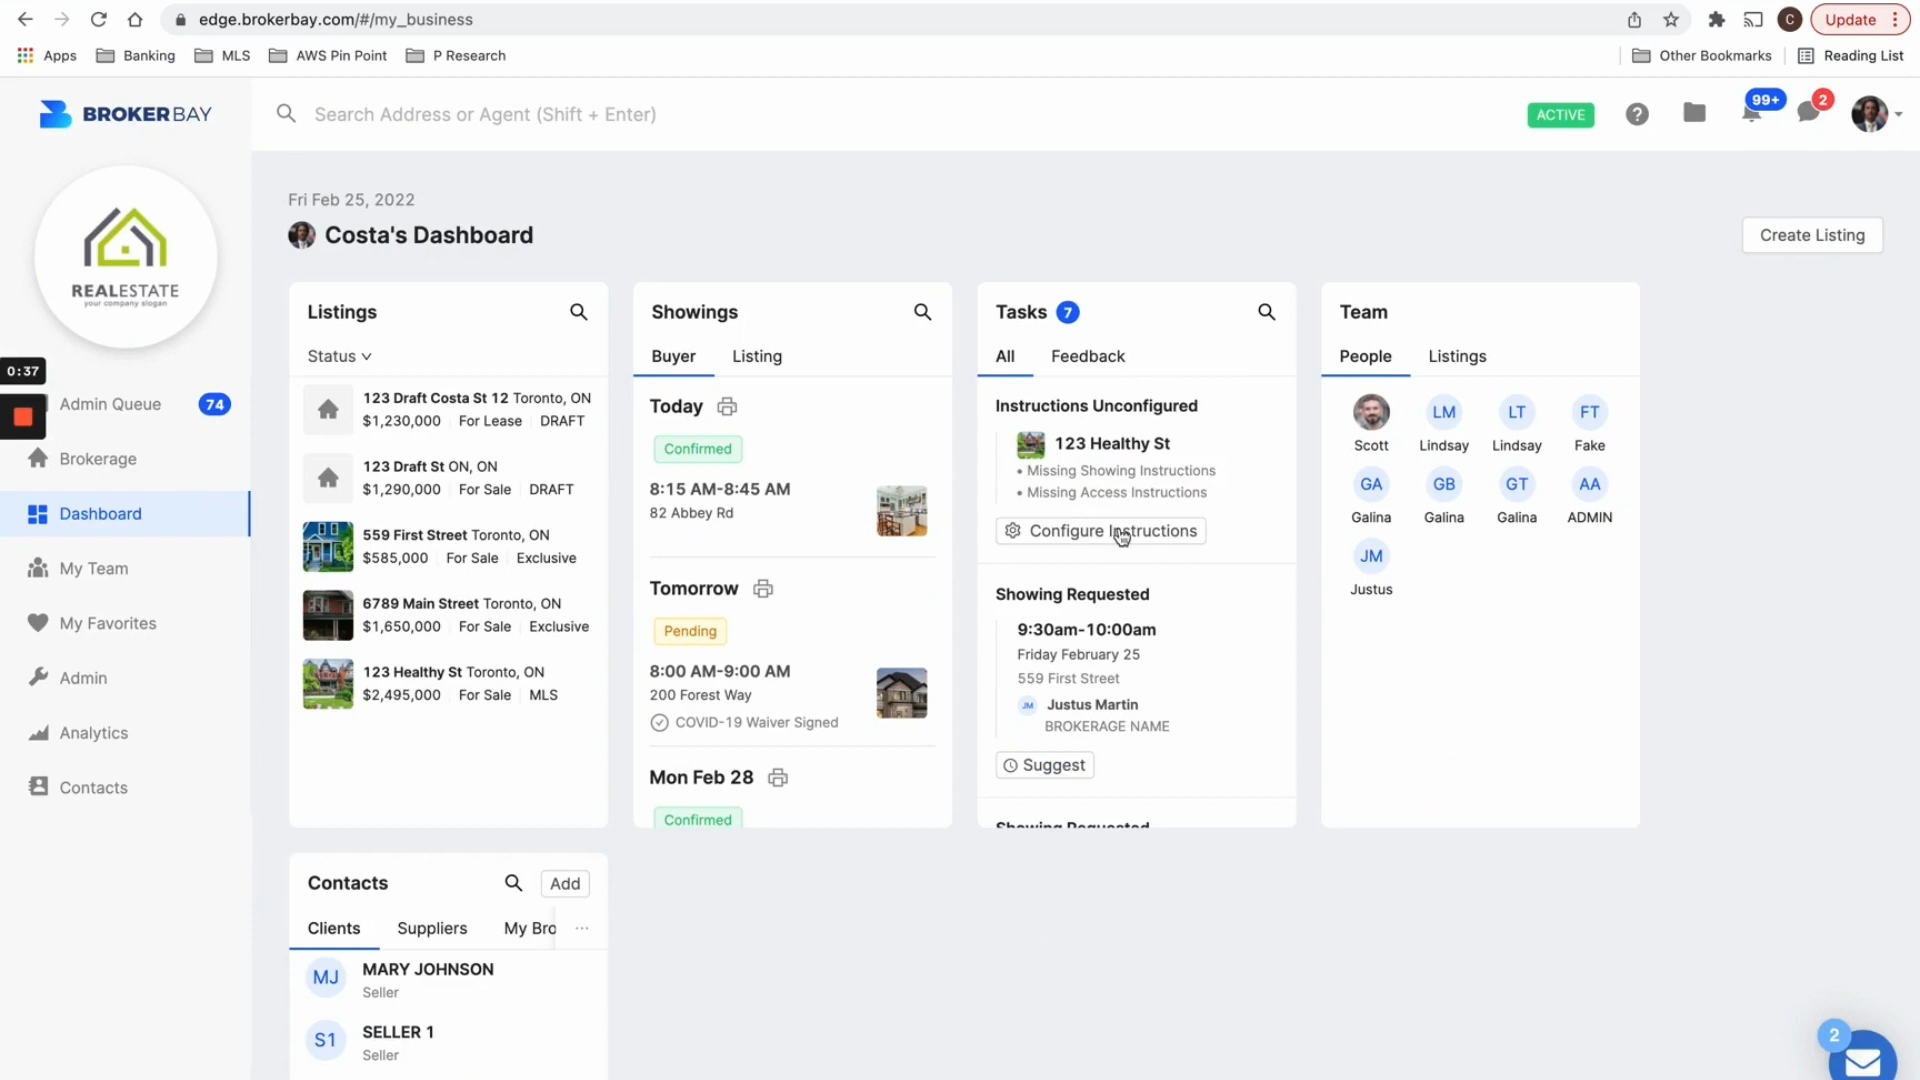 edge.brokerbay.com/#/my_business
C
Update
Apps
Banking
MLS
AWS Pin Point
P Research
Other Bookmarks
Reading List
BROKERBAY
Search Address or Agent (Shift + Enter)
ACTIVE
99+
2
REALESTATE
your company slogan
0:37
Admin Queue
74
Brokerage
Dashboard
My Team
My Favorites
Admin
Analytics
Contacts
Fri Feb 25, 2022
Costa's Dashboard
Create Listing
Listings
Status
123 Draft Costa St 12 Toronto, ON
$1,230,000 For Lease DRAFT
123 Draft St ON, ON
$1,290,000 For Sale DRAFT
559 First Street Toronto, ON
$585,000 For Sale Exclusive
6789 Main Street Toronto, ON
$1,650,000 For Sale Exclusive
123 Healthy St Toronto, ON
$2,495,000 For Sale MLS
Showings
Buyer Listing
Today
Confirmed
8:15 AM-8:45 AM
82 Abbey Rd
Tomorrow
Pending
8:00 AM-9:00 AM
200 Forest Way
COVID-19 Waiver Signed
Mon Feb 28
Confirmed
Tasks 7
All Feedback
Instructions Unconfigured
123 Healthy St
• Missing Showing Instructions
• Missing Access Instructions
Configure Instructions
Showing Requested
9:30am-10:00am
Friday February 25
559 First Street
JM Justus Martin
BROKERAGE NAME
Suggest
Showing Requested
Team
People Listings
LM LT FT
Scott Lindsay Lindsay Fake
GA GB GT AA
Galina Galina Galina ADMIN
JM
Justus
Contacts
Add
Clients Suppliers My Bro ...
MJ MARY JOHNSON
Seller
S1 SELLER 1
Seller
2